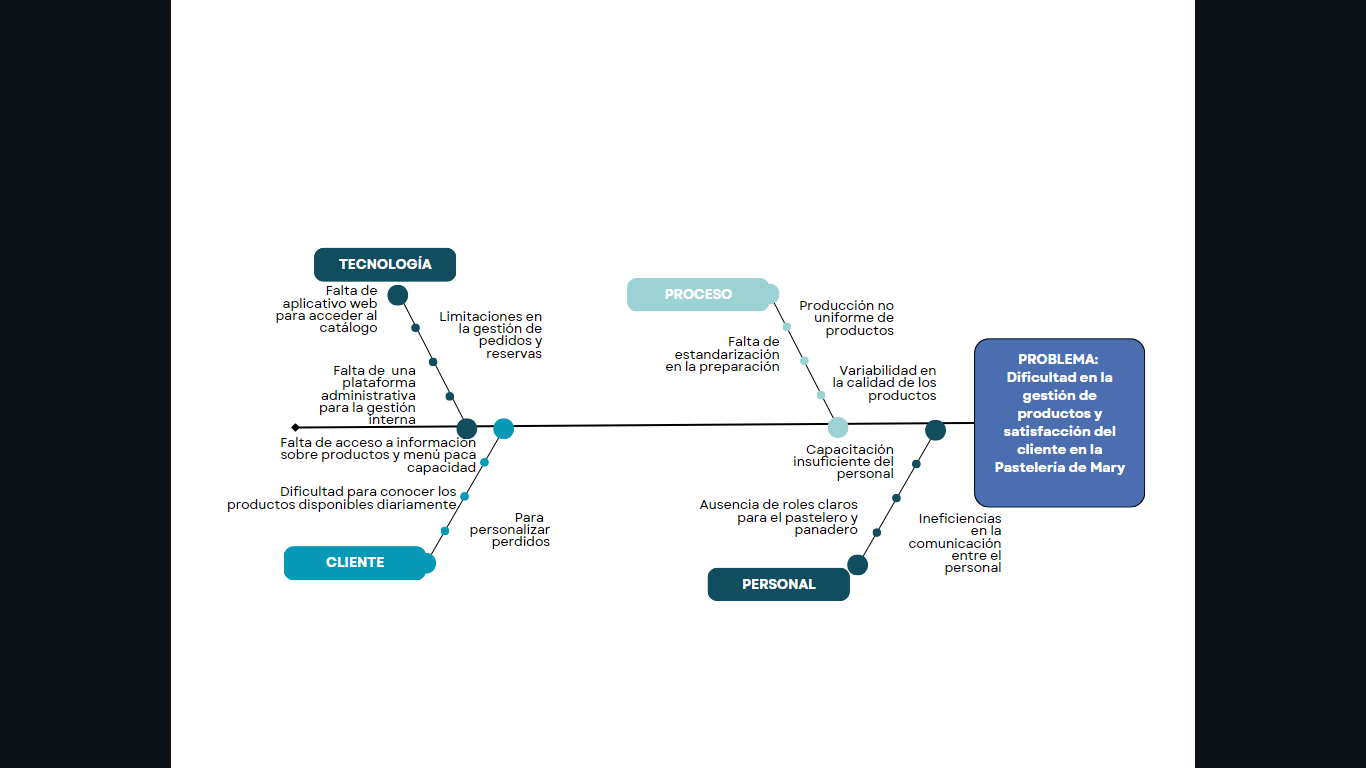 TECNOLOGÍA
Falta de
aplicativo web
para acceder al
catálogo
Limitaciones en
la gestión de
pedidos y
reservas
Falta de una
plataforma
administrativa
para la gestión
interna
PROCESO
Producción no
uniforme de
productos
Falta de
estandarización
en la preparación
Variabilidad en
la calidad de los
productos
PROBLEMA:
Dificultad en la
gestión de
productos y
satisfacción del
cliente en la
Pastelería de Mary
Falta de acceso a información
sobre productos y menú paca
capacidad
Dificultad para conocer los
productos disponibles diariamente
Para
personalizar
perdidos
CLIENTE
Capacitación
insuficiente del
personal
Ausencia de roles claros
para el pastelero y
panadero
Ineficiencias
en la
comunicación
entre el
personal
PERSONAL